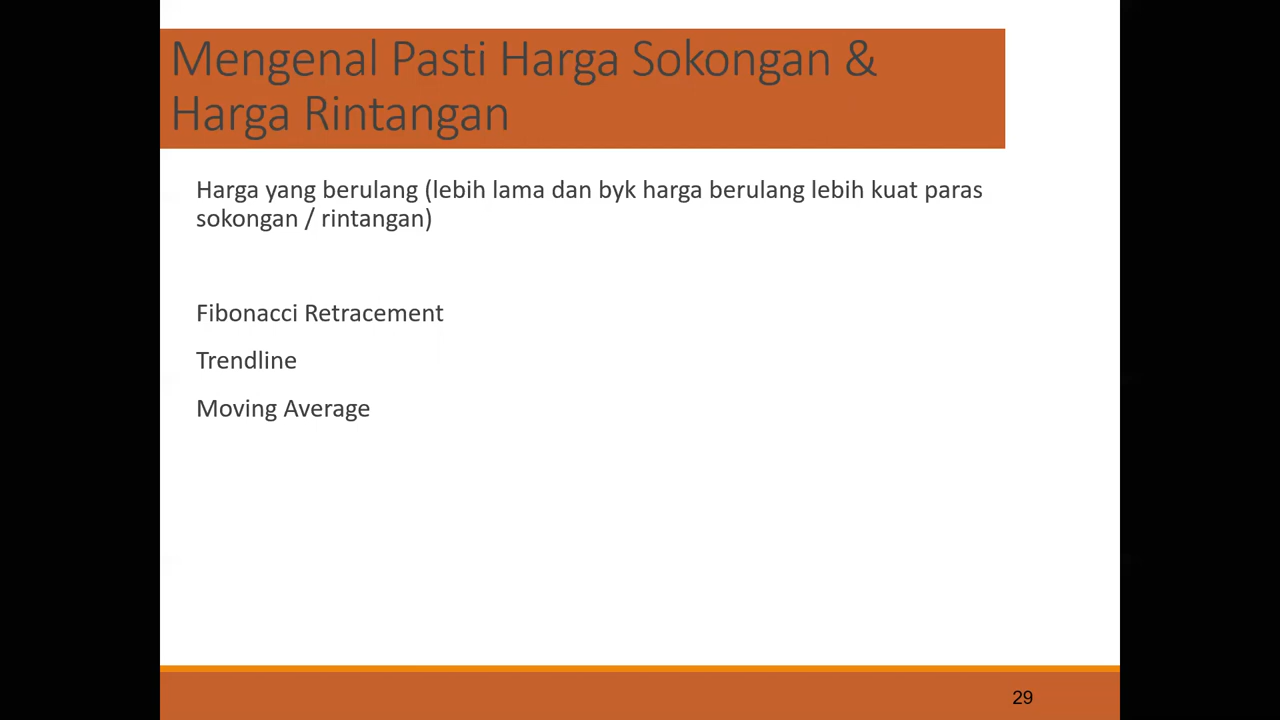 Mengenal Pasti Harga Sokongan &
Harga Rintangan
Harga yang berulang (lebih lama dan byk harga berulang lebih kuat paras
sokongan / rintangan)
Fibonacci Retracement
Trendline
Moving Average
29